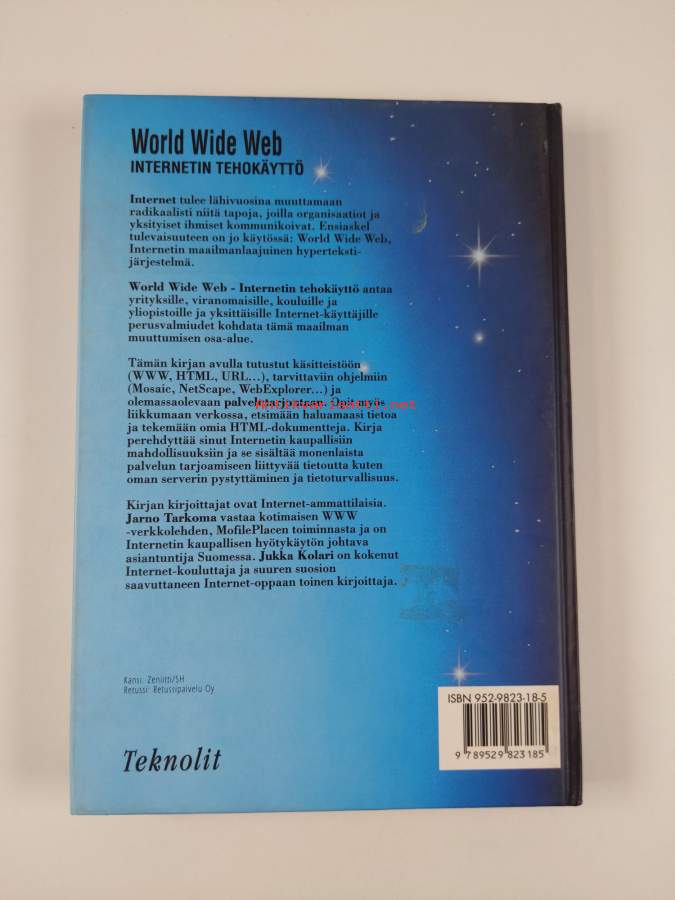 World Wide Web
INTERNETIN TEHOKÄYTTÖ
Internet tulee lähivuosina muuttamaan
radikaalisti niitä tapoja, joilla organisaatiot ja
yksityiset ihmiset kommunikoivat. Ensiaskel
tulevaisuuteen on jo käytössä: World Wide Web,
Internetin maailmanlaajuinen hyperteksti-
järjestelmä.
World Wide Web - Internetin tehokäyttö antaa
yrityksille, viranomaisille, kouluille ja
yliopistoille ja yksittäisille Internet-käyttäjille
perusvalmiudet kohdata tämä maailman
muuttumisen osa-alue.
Tämän kirjan avulla tutustut käsitteistöön
(WWW, HTML, URL...), tarvittaviin ohjelmiin
(Mosaic, NetScape, WebExplorer...) ja
olemassaolevaan
Antikvariaatti.net
liikkumaan verkossa, etsimään haluamaasi tietoa
ja tekemään omia HTML-dokumentteja. Kirja
perehdyttää sinut Internetin kaupallisiin
mahdollisuuksiin ja se sisältää monenlaista
palvelun tarjoamiseen liittyvää tietoutta kuten
oman serverin pystyttäminen ja tietoturvallisuus.
Kirjan kirjoittajat ovat Internet-ammattilaisia.
Jarno Tarkoma vastaa kotimaisen WWW
-verkkolehden, MofilePlacen toiminnasta ja on
Internetin kaupallisen hyötykäytön johtava
asiantuntija Suomessa. Jukka Kolari on kokenut
Internet-kouluttaja ja suuren suosion
saavuttaneen Internet-oppaan toinen kirjoittaja.
Kansi: Zeniitti/SH
Retussi: Retussipalvelu Oy
ISBN 952-9823-18-5
9 789529 823185
Teknolit